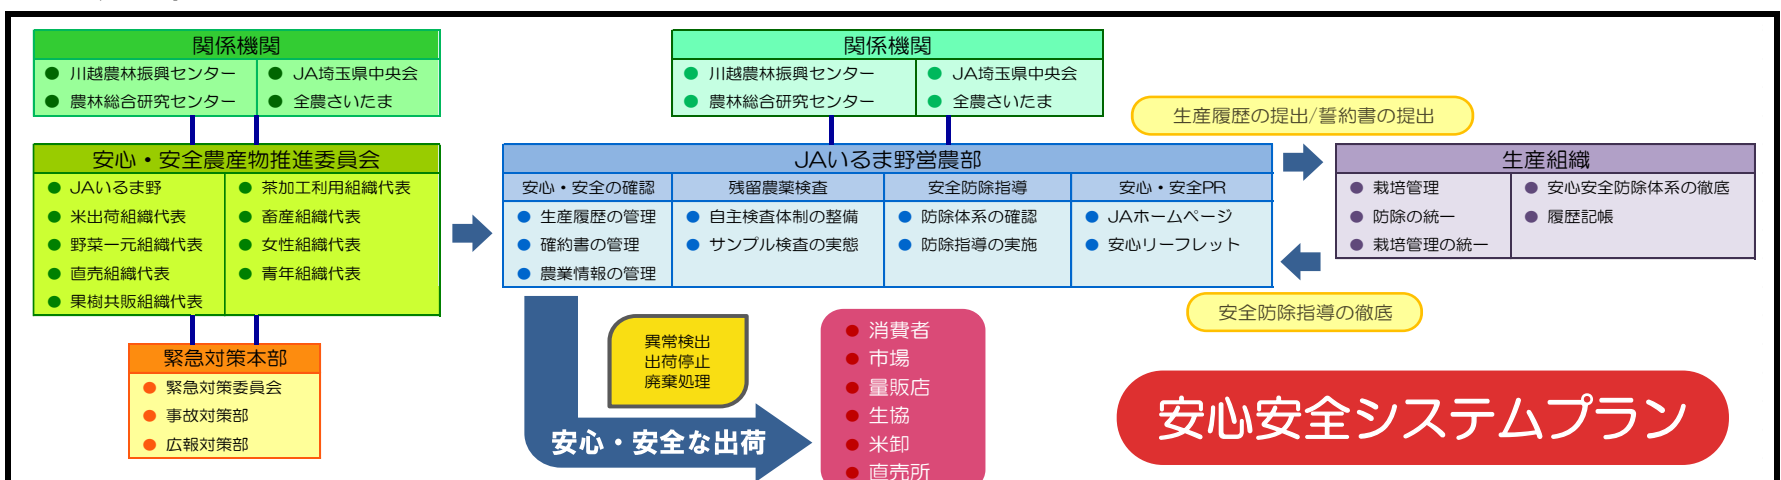 関係機関
● 川越農林振興センター
● 農林総合研究センター
● JA埼玉県中央会
● 全農さいたま
安心・安全農産物推進委員会
● JAいるま野
● 米出荷組織代表
● 野菜一元組織代表
● 直売組織代表
● 果樹共販組織代表
● 茶加工利用組織代表
● 畜産組織代表
● 女性組織代表
● 青年組織代表
緊急対策本部
● 緊急対策委員会
● 事故対策部
● 広報対策部
関係機関
● 川越農林振興センター
● 農林総合研究センター
● JA埼玉県中央会
● 全農さいたま
JAいるま野営農部
安心・安全の確認
● 生産履歴の管理
● 確約書の管理
● 農業情報の管理
残留農薬検査
● 自主検査体制の整備
● サンプル検査の実態
安全防除指導
● 防除体系の確認
● 防除指導の実施
安心・安全PR
● JAホームページ
● 安心リーフレット
生産履歴の提出/誓約書の提出
生産組織
● 栽培管理
● 防除の統一
● 栽培管理の統一
● 安心安全防除体系の徹底
● 履歴記帳
安全防除指導の徹底
異常検出
出荷停止
廃棄処理
安心・安全な出荷
● 消費者
● 市場
● 量販店
● 生協
● 米卸
● 直売所
安心安全システムプラン